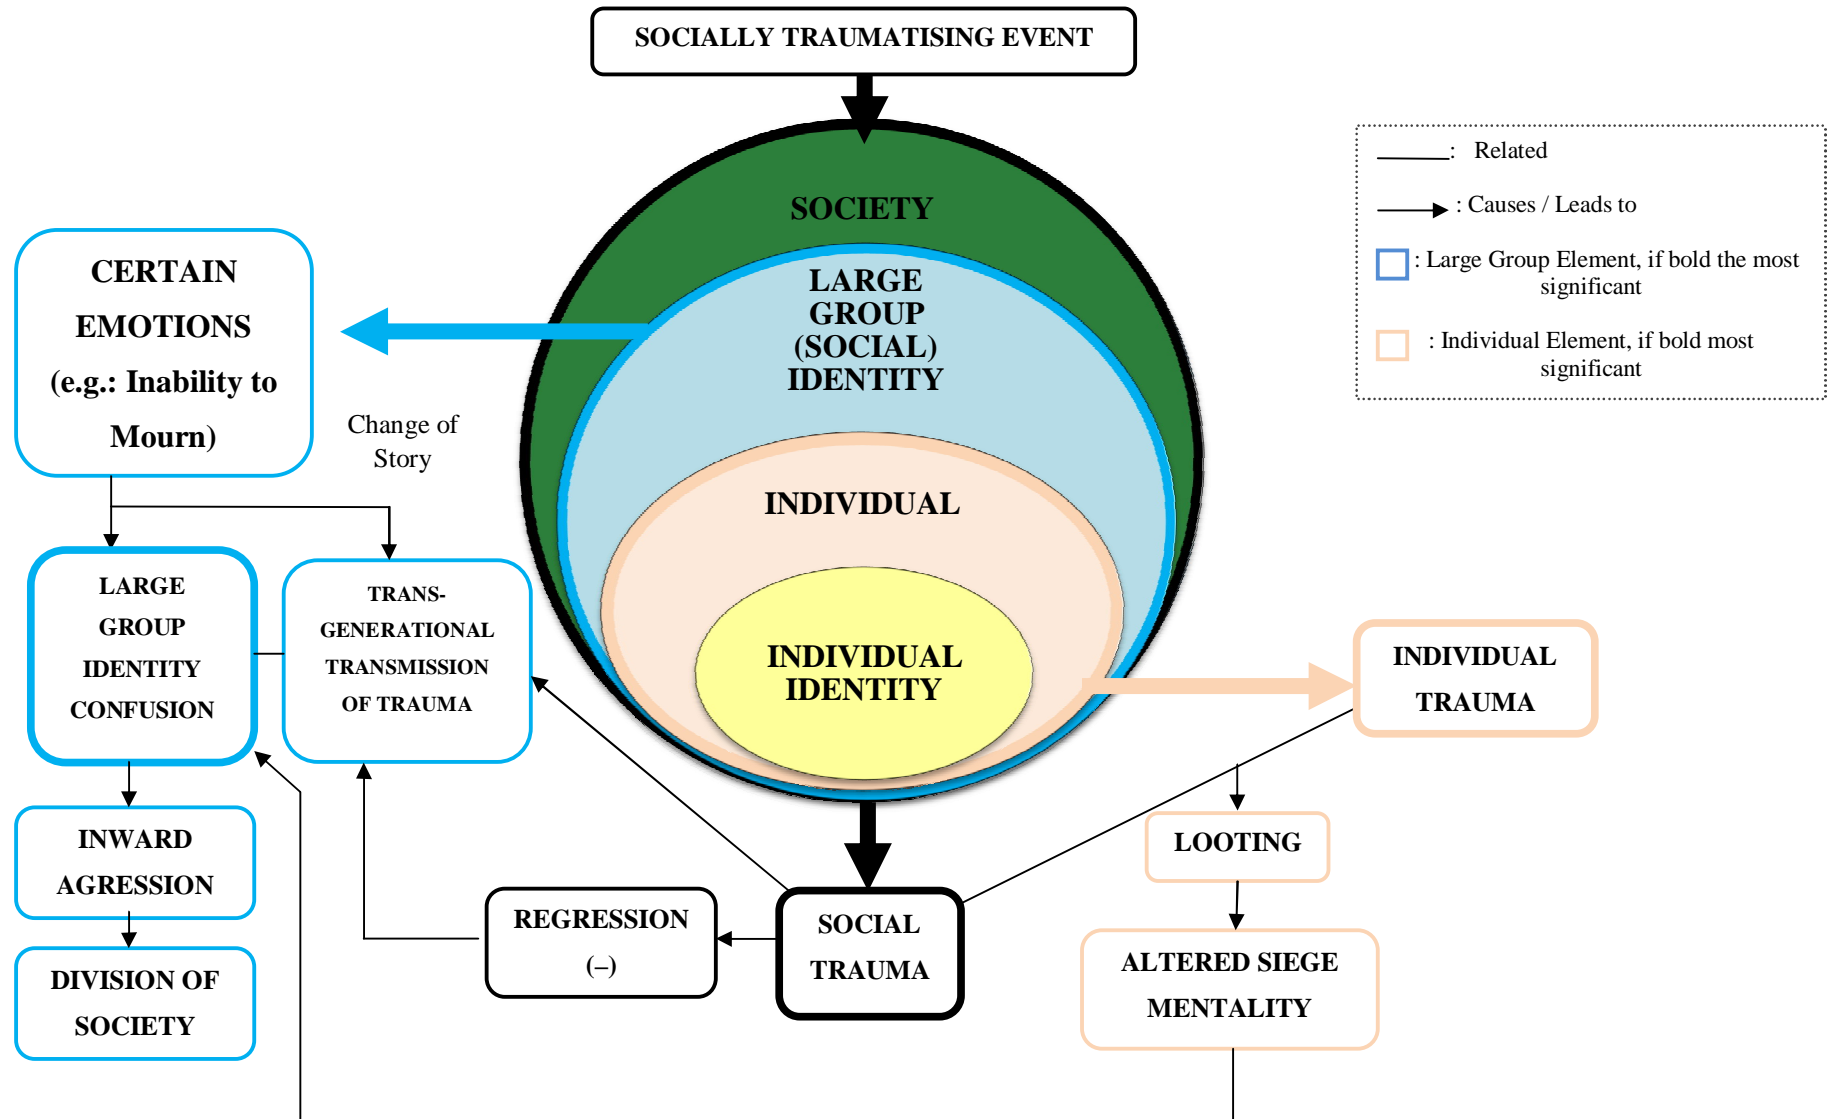 SOCIALLY TRAUMATISING EVENT
: Related
: Causes / Leads to
: Large Group Element, if bold the most
significant
: Individual Element, if bold most
significant
SOCIETY
LARGE
GROUP
(SOCIAL)
IDENTITY
INDIVIDUAL
INDIVIDUAL
IDENTITY
CERTAIN
EMOTIONS
(e.g.: Inability to
Mourn)
Change of
Story
LARGE
GROUP
IDENTITY
CONFUSION
TRANS-
GENERATIONAL
TRANSMISSION
OF TRAUMA
INDIVIDUAL
TRAUMA
INWARD
AGRESSION
DIVISION OF
SOCIETY
REGRESSION
(–)
SOCIAL
TRAUMA
LOOTING
ALTERED SIEGE
MENTALITY